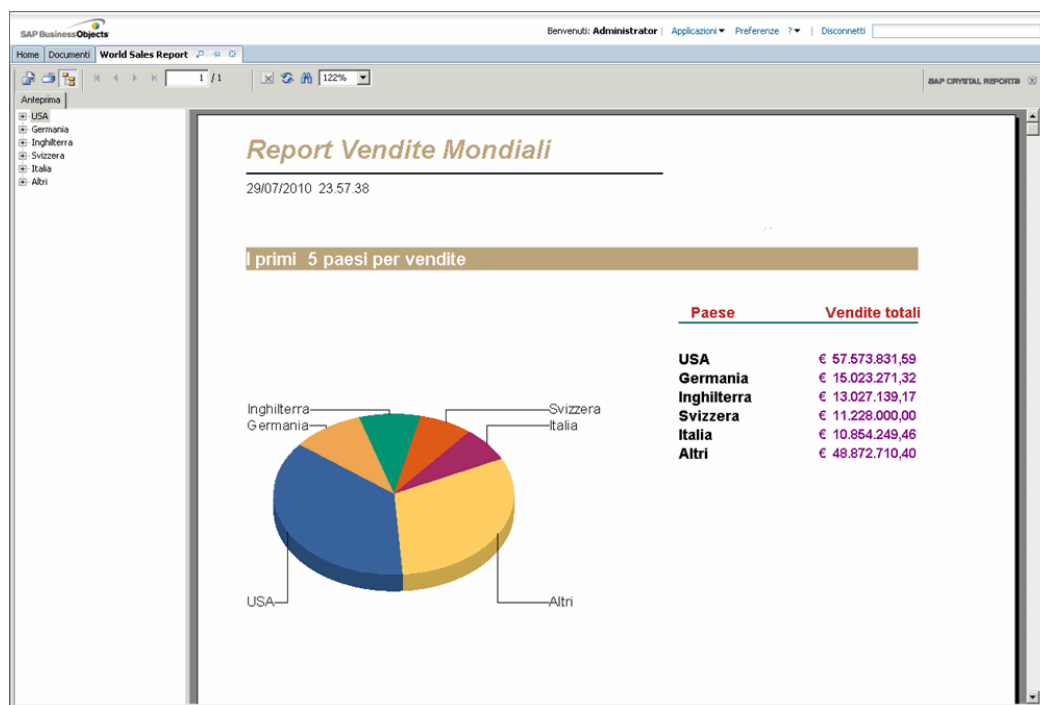 SAP BusinessObjects
Benvenuti: Administrator | Applicazioni Preferenze ? | Disconnetti
Home Documenti World Sales Report
1 / 1 122% SAP CRYSTAL REPORTS
Anteprima
USA
Germania
Inghilterra
Svizzera
Italia
Altri
Report Vendite Mondiali
29/07/2010 23.57.38
I primi 5 paesi per vendite
Paese Vendite totali
USA € 57.573.831,59
Germania € 15.023.271,32
Inghilterra € 13.027.139,17
Svizzera € 11.228.000,00
Italia € 10.854.249,46
Altri € 48.872.710,40
Inghilterra Svizzera
Germania Italia
USA Altri